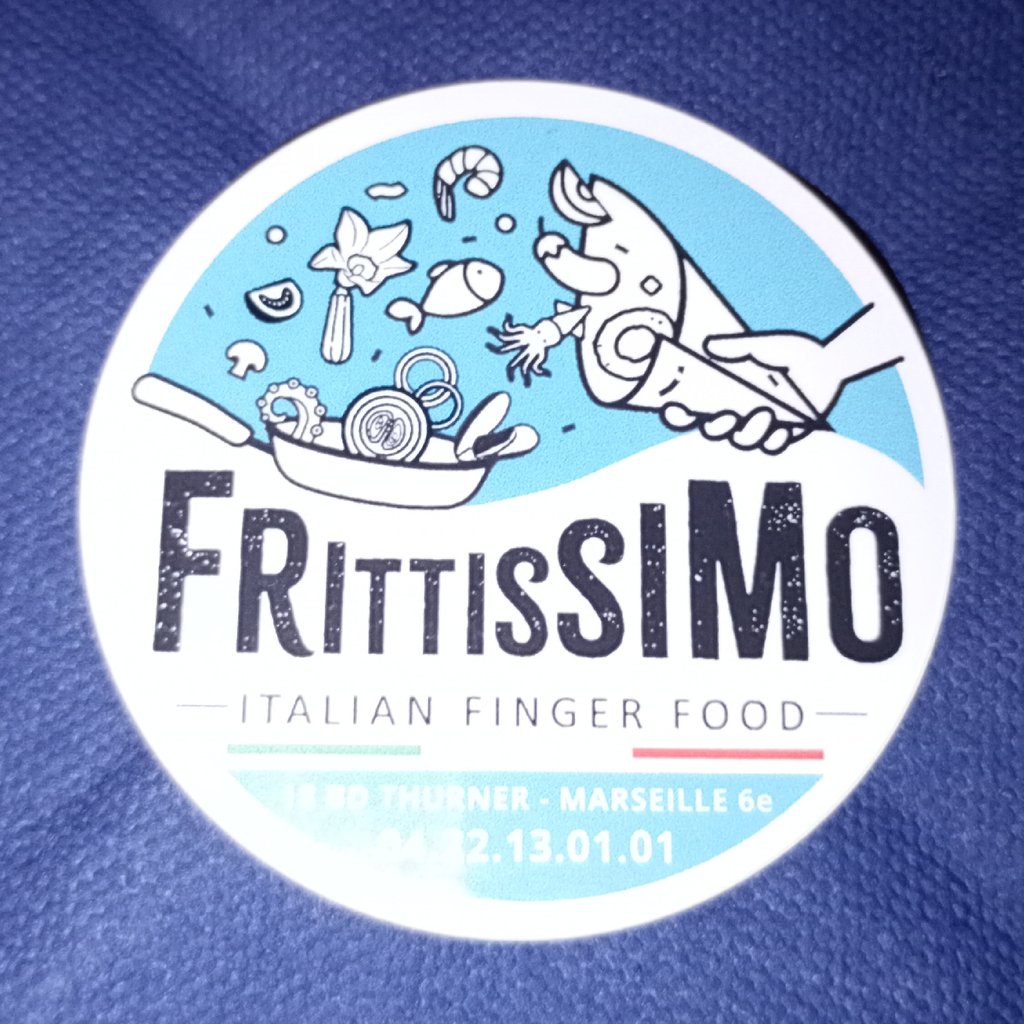 FRITTISSIMO
ITALIAN FINGER FOOD
BD THURNER - MARSEILLE 6e
2.13.01.01